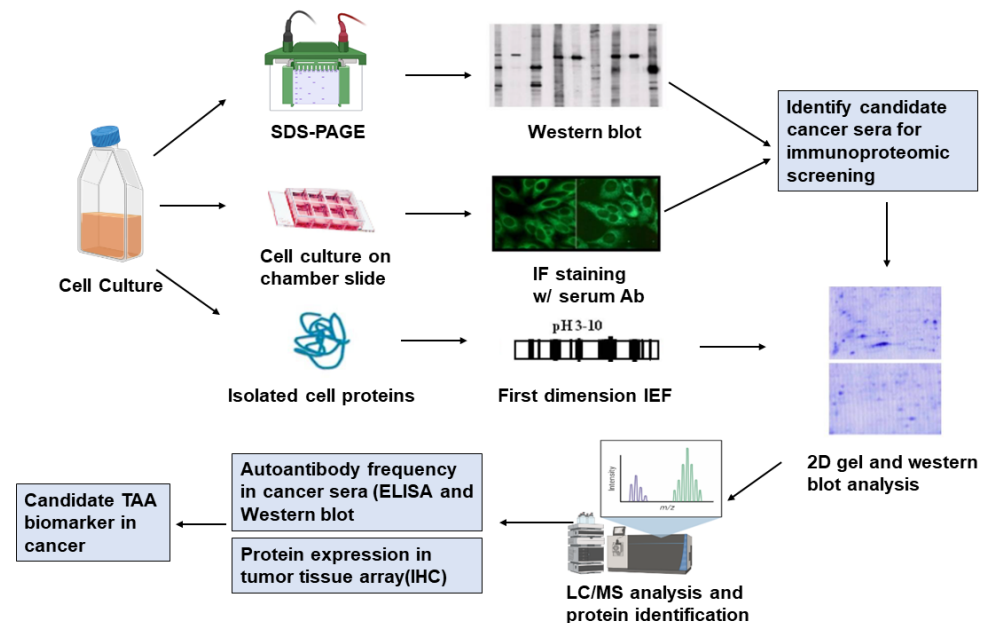 SDS-PAGE
Western blot
Identify candidate
cancer sera for
immunoproteomic
screening
Cell Culture
Cell culture on
chamber slide
IF staining
w/ serum Ab
pH 3-10
Isolated cell proteins
First dimension IEF
2D gel and western
blot analysis
Intensity
m/z
LC/MS analysis and
protein identification
Autoantibody frequency
in cancer sera (ELISA and
Western blot
Protein expression in
tumor tissue array(IHC)
Candidate TAA
biomarker in
cancer